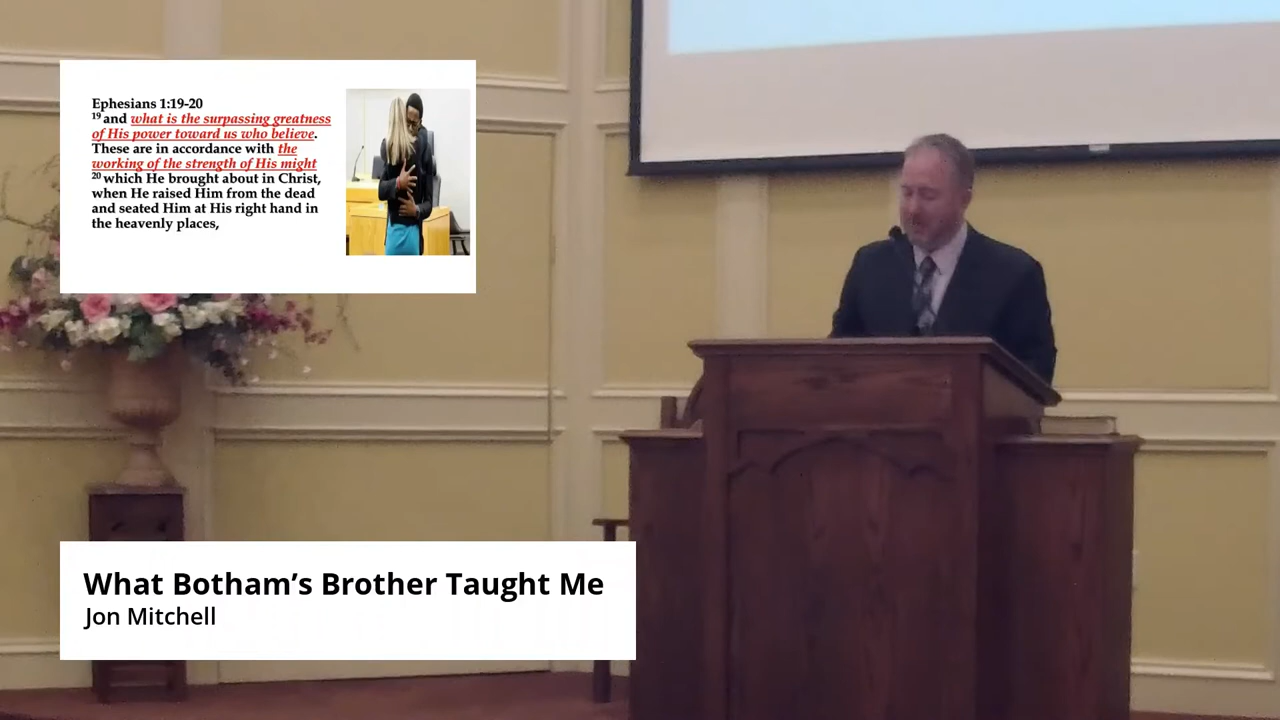 Ephesians 1:19-20
19 and what is the surpassing greatness
of His power toward us who believe.
These are in accordance with the
working of the strength of His might
20 which He brought about in Christ,
when He raised Him from the dead
and seated Him at His right hand in
the heavenly places,
What Botham’s Brother Taught Me
Jon Mitchell